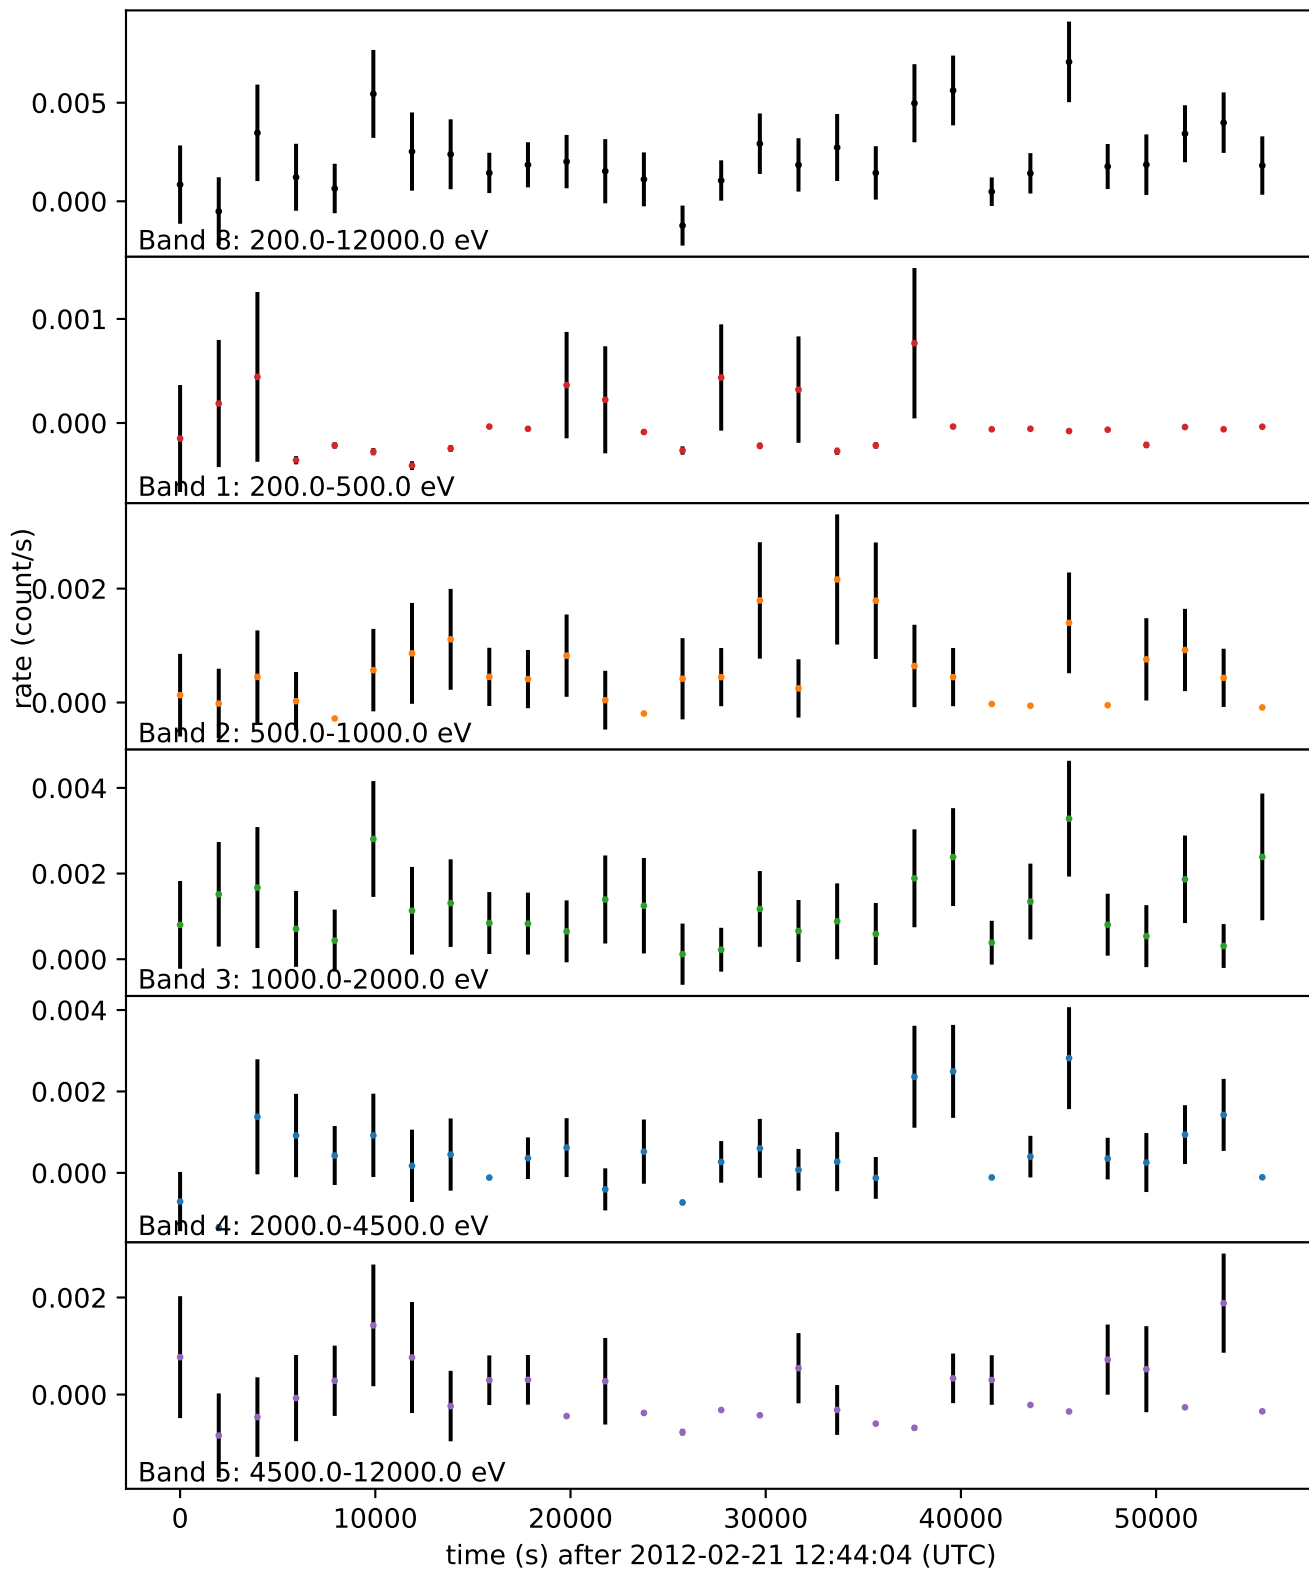 0.005
0.000
Band 8: 200.0-12000.0 eV
0.001
0.000
Band 1: 200.0-500.0 eV
rate (count/s)
0.002
0.000
Band 2: 500.0-1000.0 eV
0.004
0.002
0.000
Band 3: 1000.0-2000.0 eV
0.004
0.002
0.000
Band 4: 2000.0-4500.0 eV
0.002
0.000
Band 5: 4500.0-12000.0 eV
0 10000 20000 30000 40000 50000
time (s) after 2012-02-21 12:44:04 (UTC)